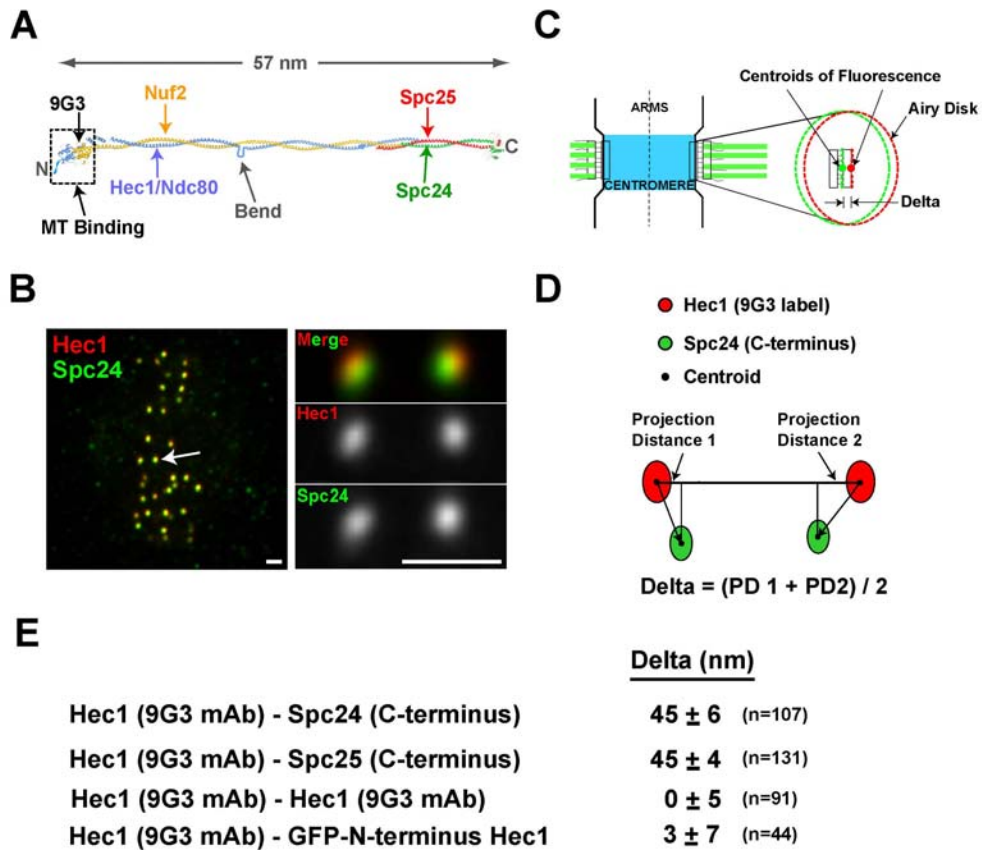 A
57 nm
9G3
Nuf2
Spc25
N
C
Hec1/Ndc80
Bend
Spc24
MT Binding
B
Hec1
Spc24
Merge
Hec1
Spc24
C
Centroids of Fluorescence
ARMS
Airy Disk
CENTROMERE
Delta
D
Hec1 (9G3 label)
Spc24 (C-terminus)
Centroid
Projection Distance 1
Projection Distance 2
Delta = (PD 1 + PD2) / 2
E
Delta (nm)
Hec1 (9G3 mAb) - Spc24 (C-terminus) 45 ± 6 (n=107)
Hec1 (9G3 mAb) - Spc25 (C-terminus) 45 ± 4 (n=131)
Hec1 (9G3 mAb) - Hec1 (9G3 mAb) 0 ± 5 (n=91)
Hec1 (9G3 mAb) - GFP-N-terminus Hec1 3 ± 7 (n=44)